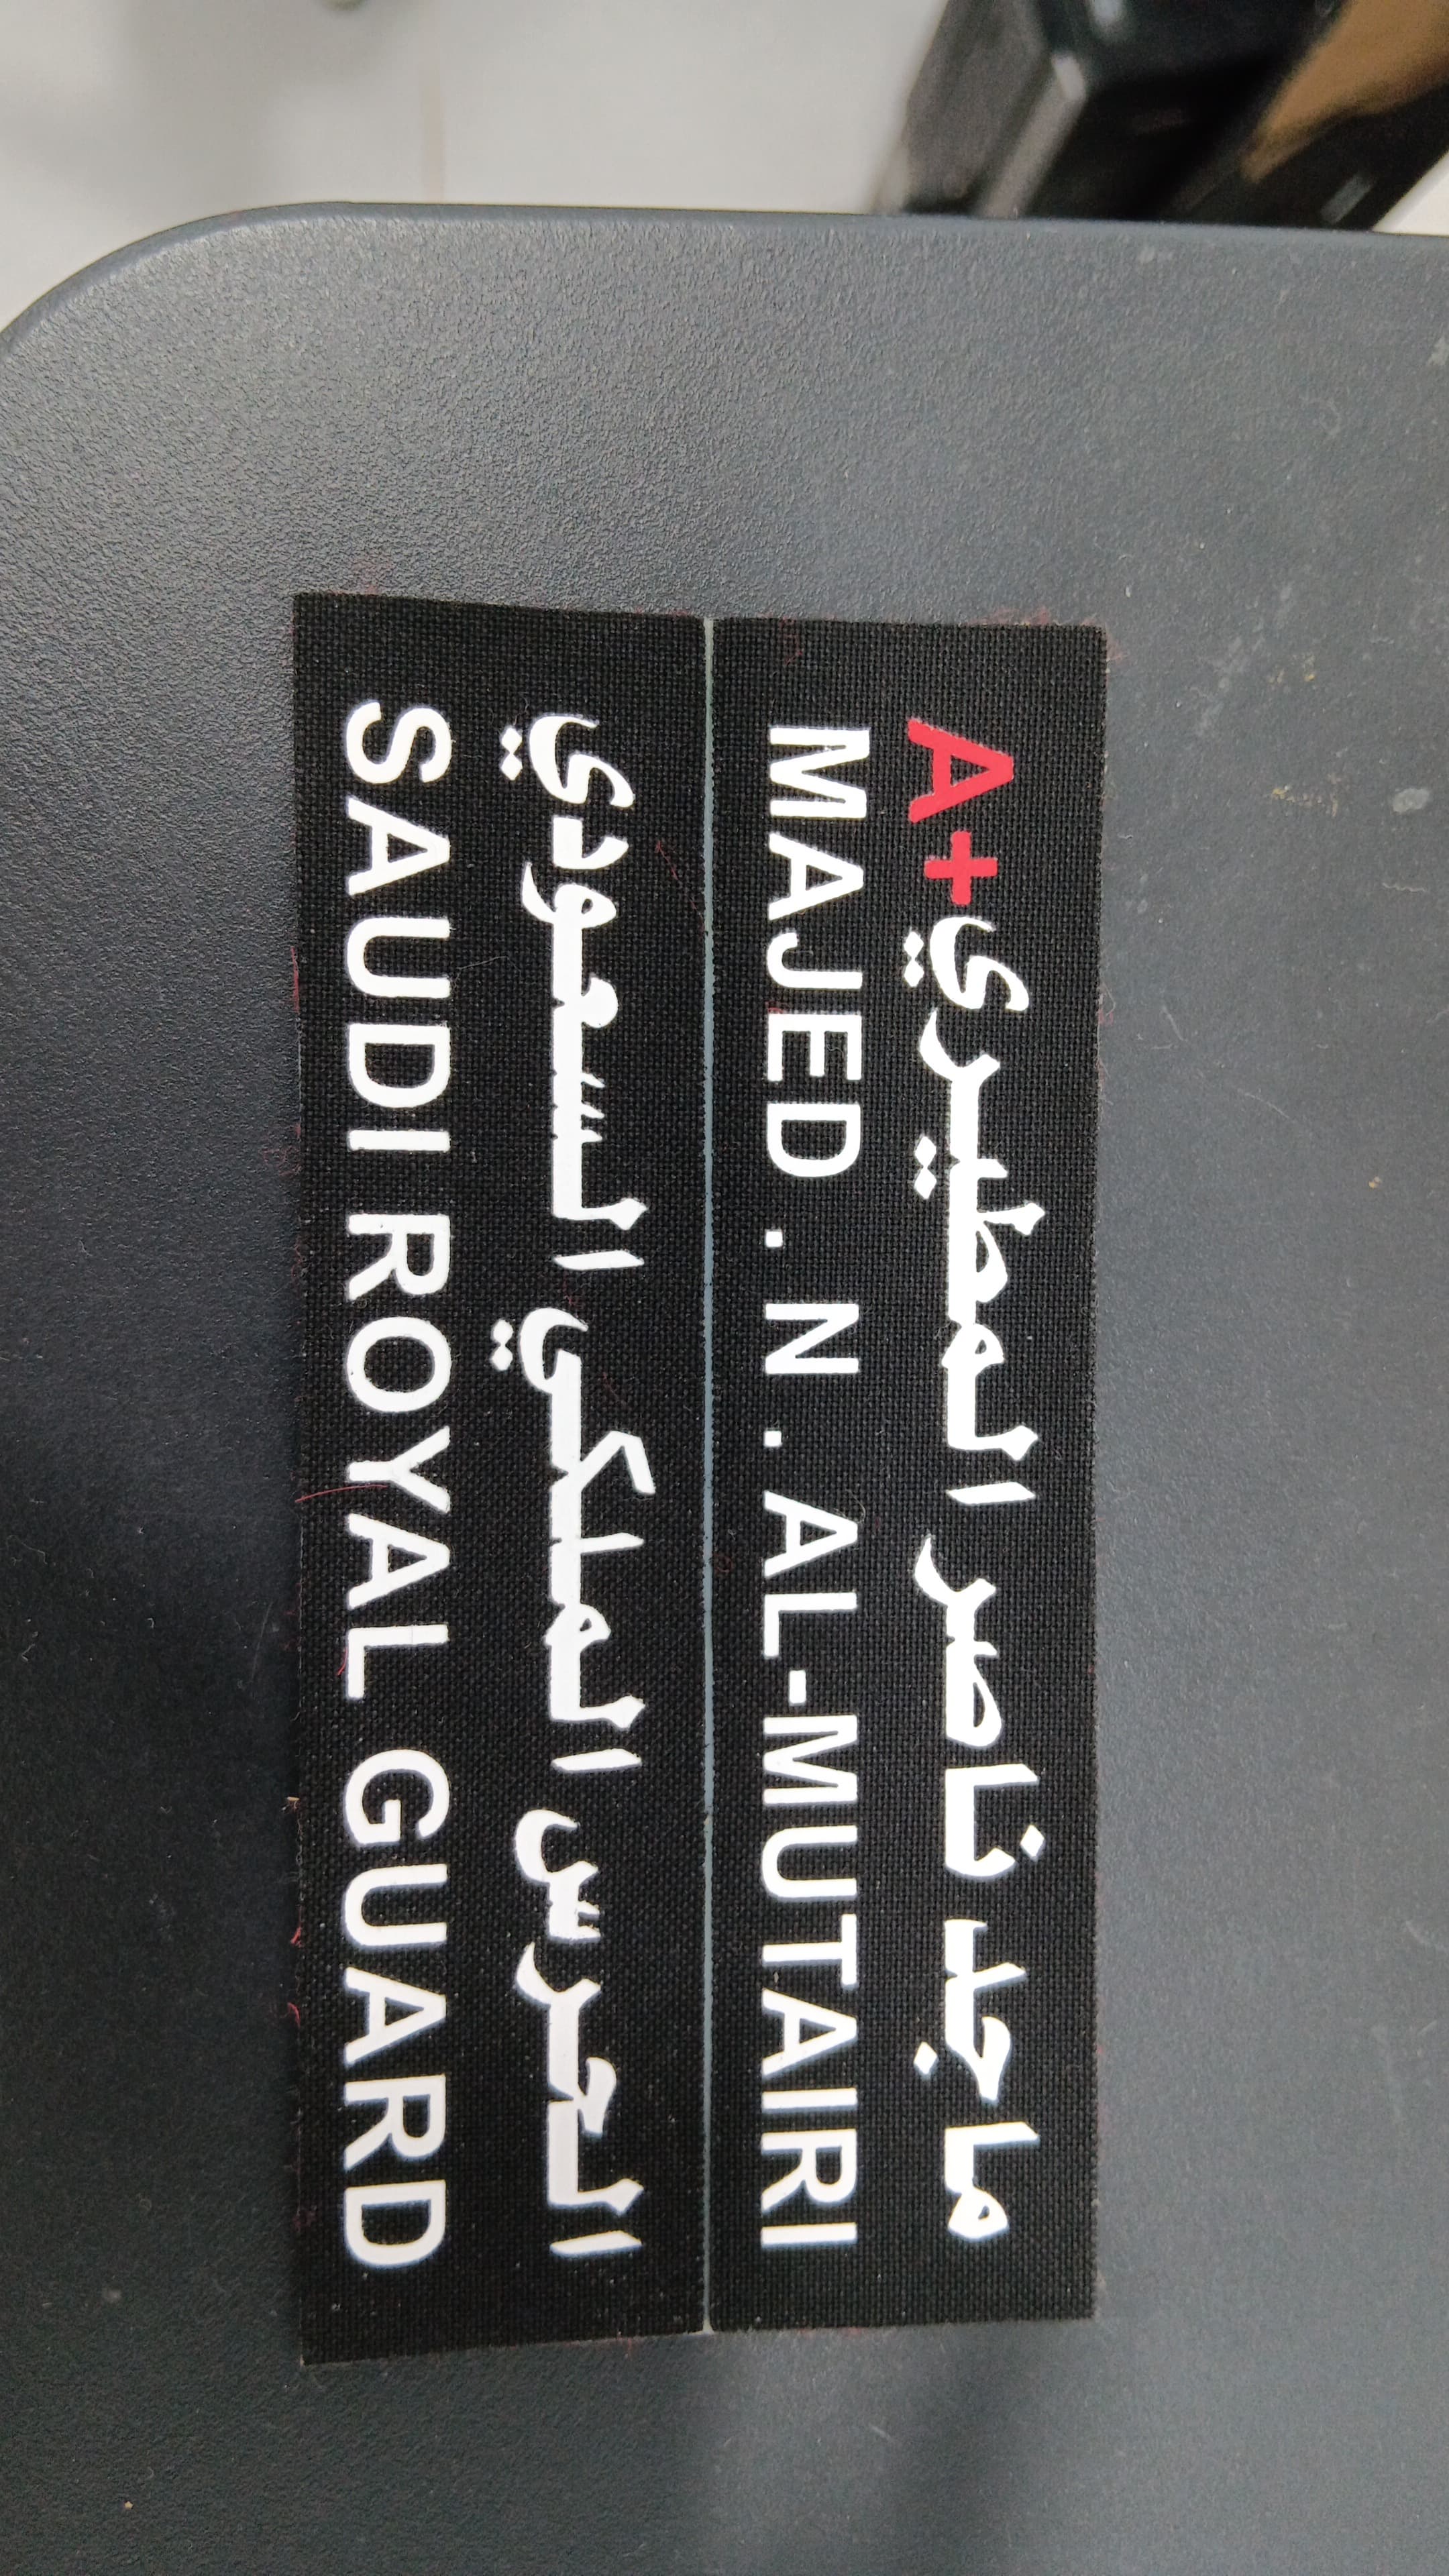 ماجد ناصر المطيري A+
MAJED . N . AL-MUTAIRI
الحرس الملكي السعودي
SAUDI ROYAL GUARD